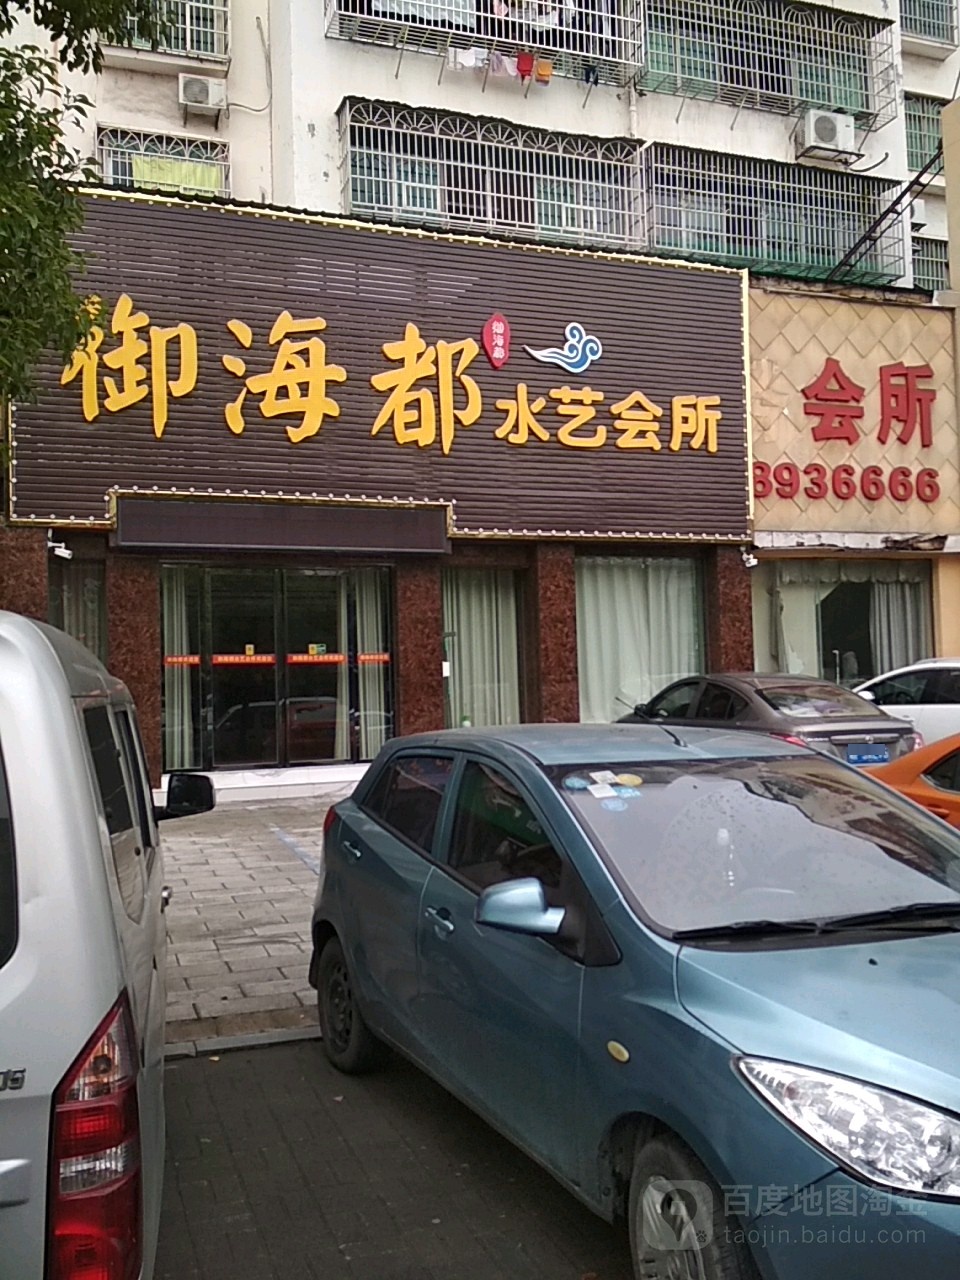 御海都
御海都
水艺会所
会所
8936666
百度地图淘金
taojin.baidu.com